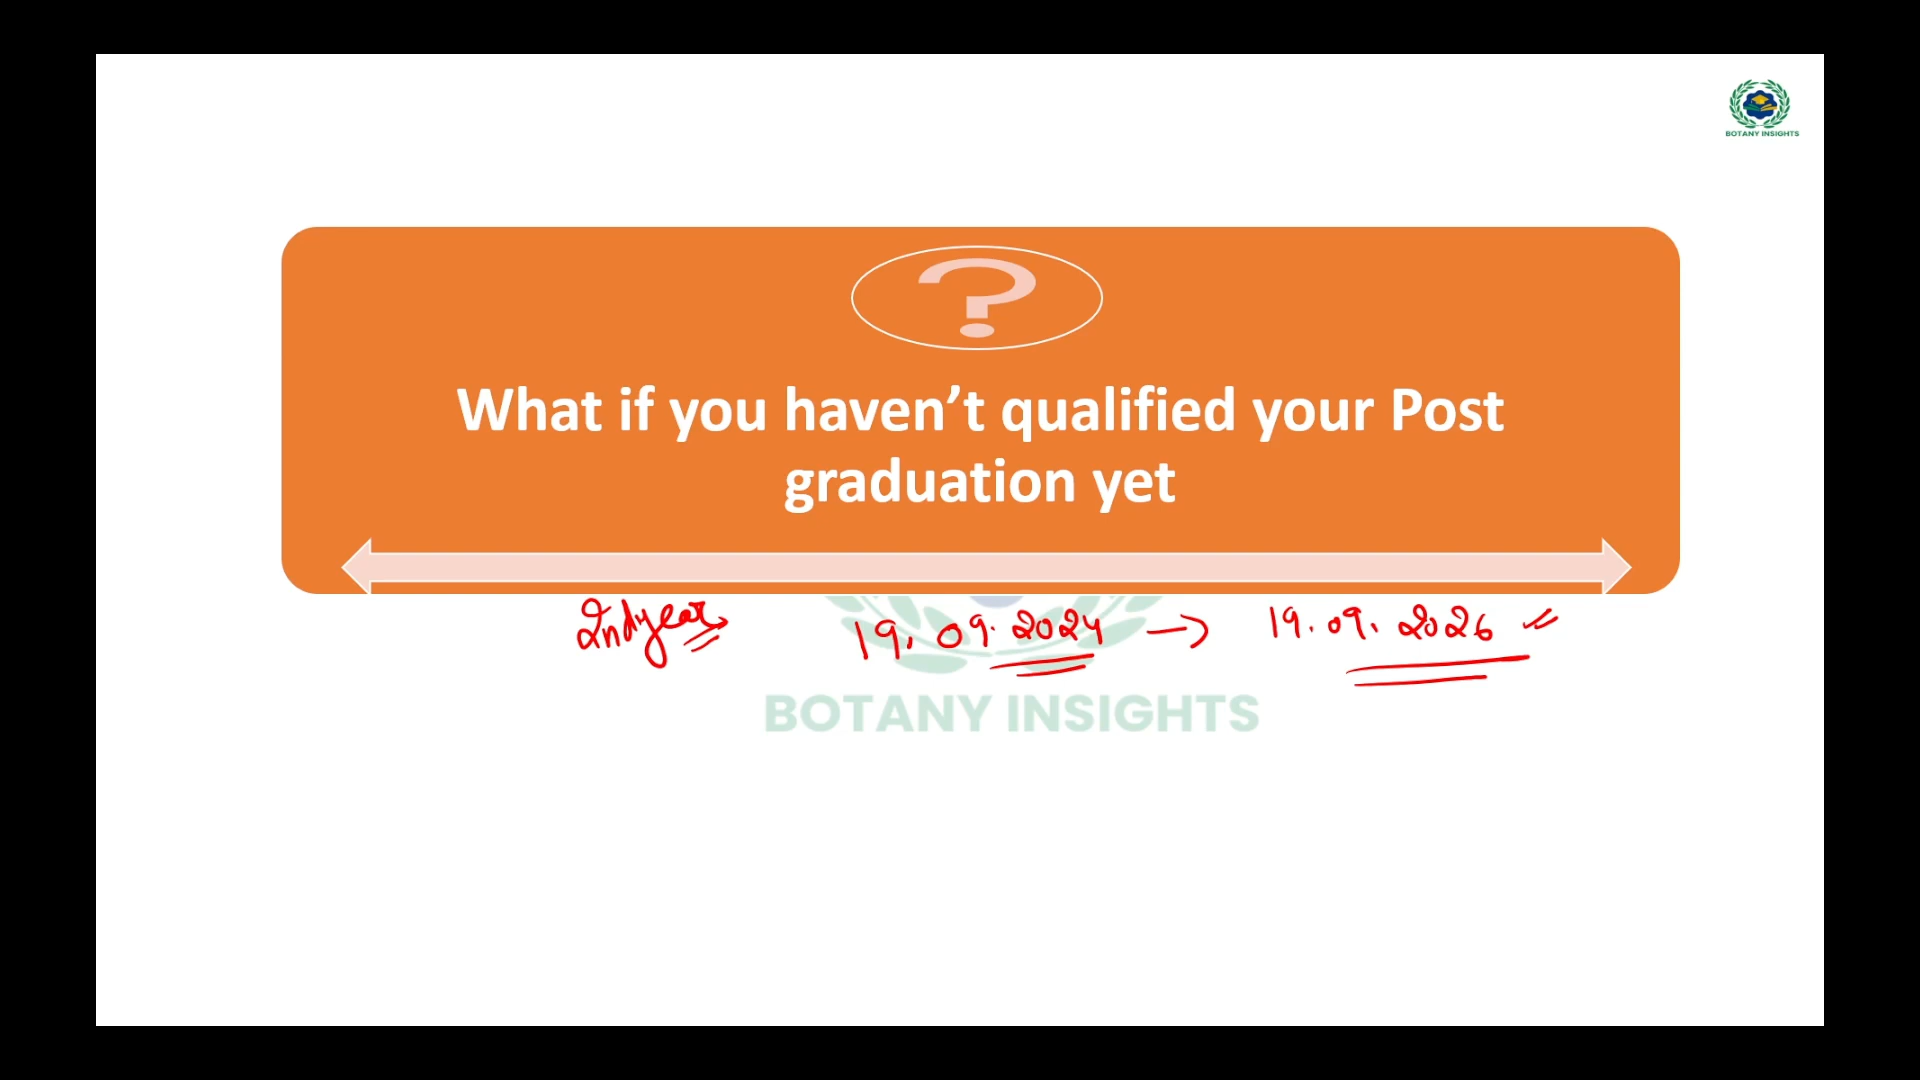 BOTANY INSIGHTS
?
What if you haven't qualified your Post
graduation yet
2nd year 19.09.2024 → 19.09.2026
BOTANY INSIGHTS